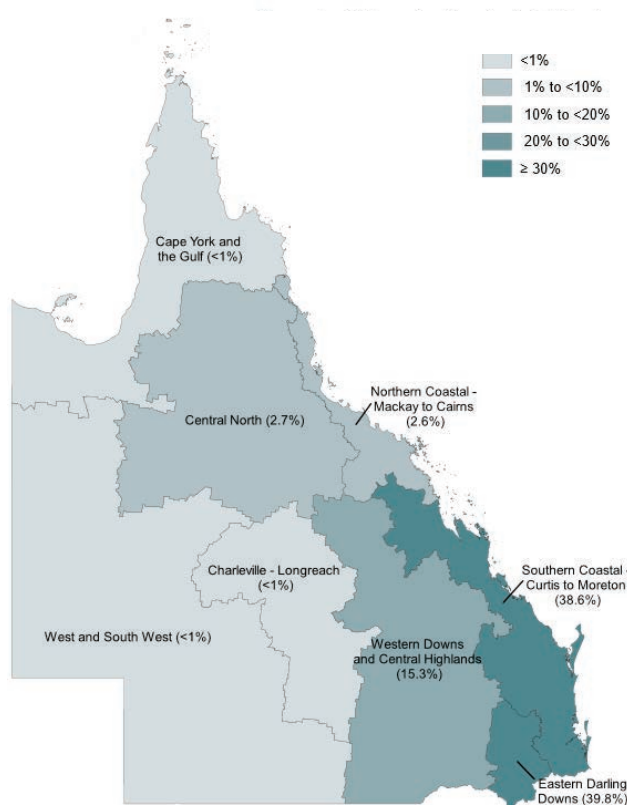 <1%
1% to <10%
10% to <20%
20% to <30%
≥ 30%
Cape York and
the Gulf (<1%)
Northern Coastal -
Mackay to Cairns
(2.6%)
Central North (2.7%)
Charleville - Longreach
(<1%)
Southern Coastal -
Curtis to Moreton
(38.6%)
West and South West (<1%)
Western Downs
and Central Highlands
(15.3%)
Eastern Darling
Downs (39.8%)